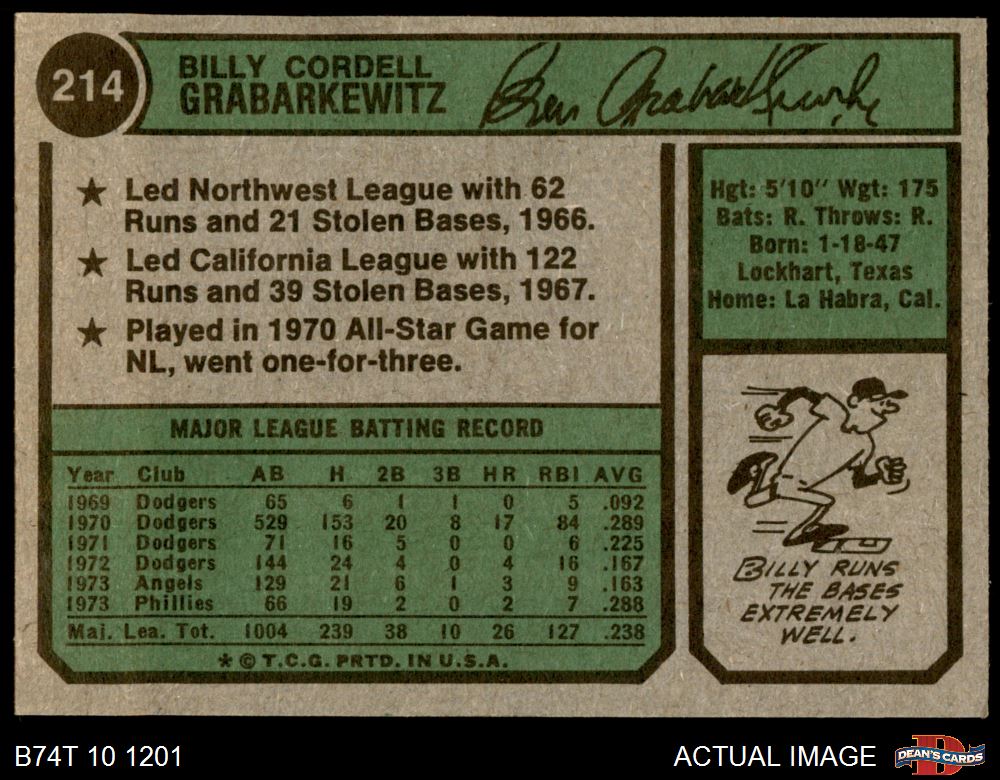 214
BILLY CORDELL
GRABARKEWITZ
★ Led Northwest League with 62
Runs and 21 Stolen Bases, 1966.
★ Led California League with 122
Runs and 39 Stolen Bases, 1967.
★ Played in 1970 All-Star Game for
NL, went one-for-three.
Hgt: 5'10" Wgt: 175
Bats: R. Throws: R.
Born: 1-18-47
Lockhart, Texas
Home: La Habra, Cal.
MAJOR LEAGUE BATTING RECORD
Year Club AB H 2B 3B HR RBI AVG
1969 Dodgers 65 6 1 1 0 5 .092
1970 Dodgers 529 153 20 8 17 84 .289
1971 Dodgers 71 16 5 0 0 6 .225
1972 Dodgers 144 24 4 0 4 16 .167
1973 Angels 129 21 6 1 3 9 .163
1973 Phillies 66 19 2 0 2 7 .288
Maj. Lea. Tot. 1004 239 38 10 26 127 .238
* © T.C.G. PRTD. IN U.S.A.
BILLY RUNS
THE BASES
EXTREMELY
WELL.
B74T 10 1201
ACTUAL IMAGE
DEAN'S CARDS